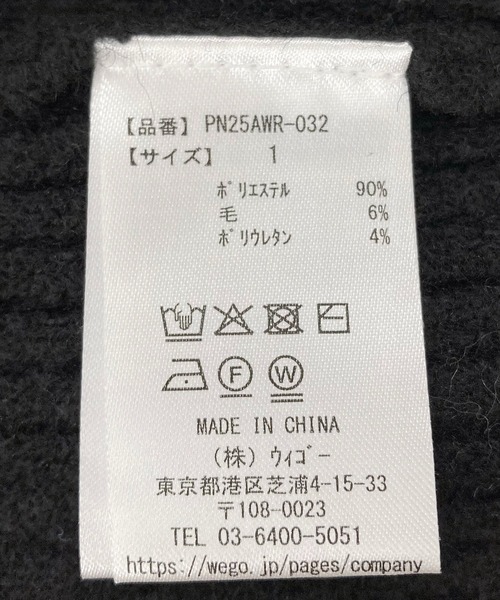 【品番】 PN25AWR-032
【サイズ】 1
ポリエステル 90%
毛 6%
ポリウレタン 4%
F W
MADE IN CHINA
(株) ウィゴー
東京都港区芝浦4-15-33
〒108-0023
TEL 03-6400-5051
https://wego.jp/pages/company